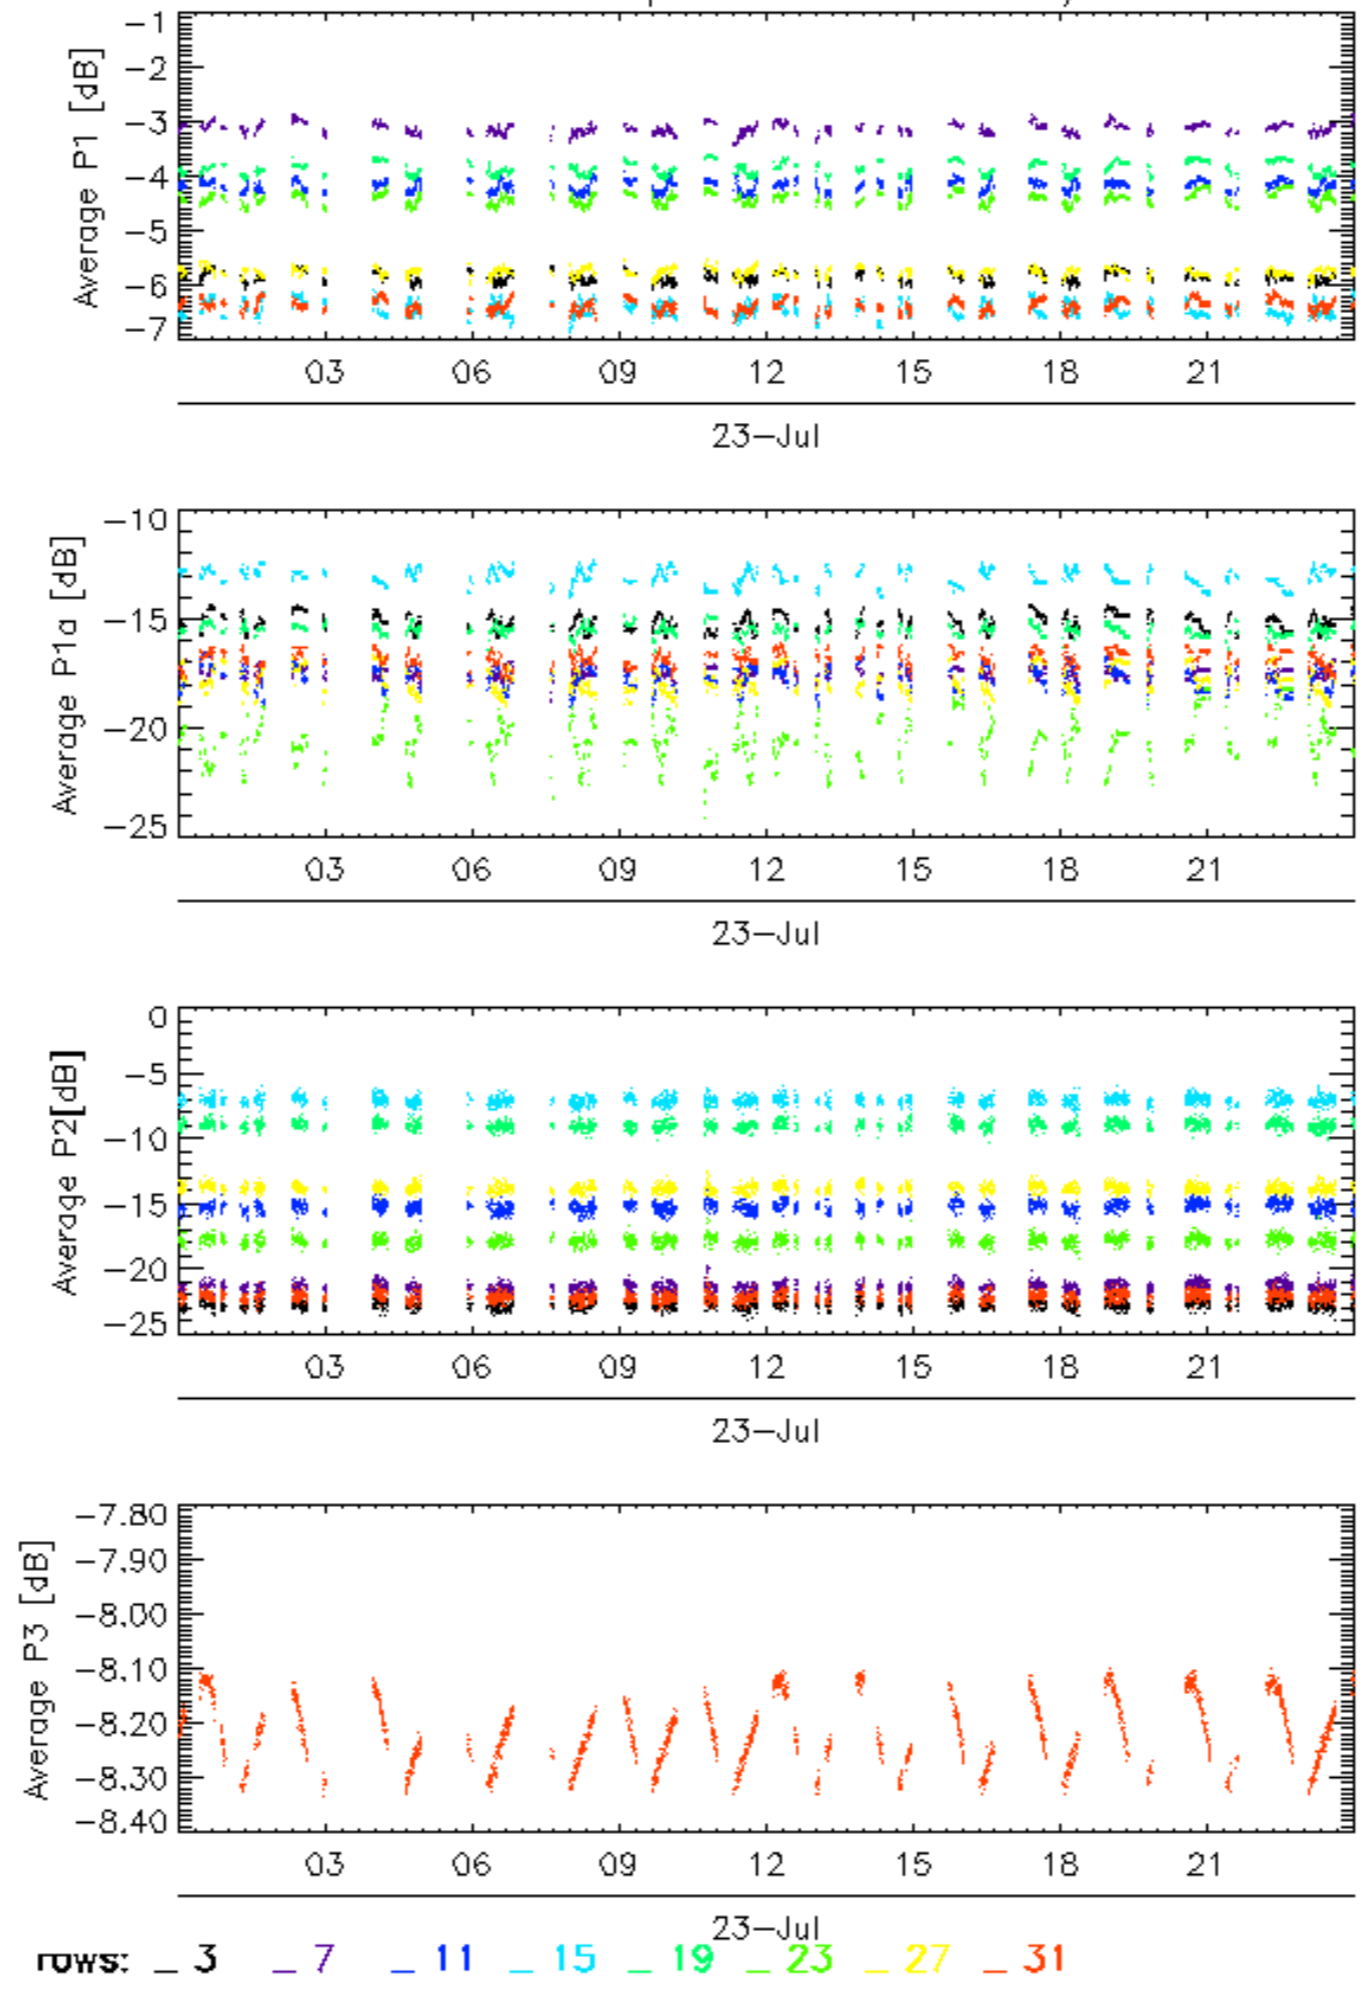 Average P1 [dB]
-1
-2
-3
-4
-5
-6
-7
03 06 09 12 15 18 21
23-Jul
Average P1a [dB]
-10
-15
-20
-25
03 06 09 12 15 18 21
23-Jul
Average P2[dB]
0
-5
-10
-15
-20
-25
03 06 09 12 15 18 21
23-Jul
Average P3 [dB]
-7.80
-7.90
-8.00
-8.10
-8.20
-8.30
-8.40
03 06 09 12 15 18 21
23-Jul
rows: _ 3 _ 7 _ 11 _ 15 _ 19 _ 23 _ 27 _ 31